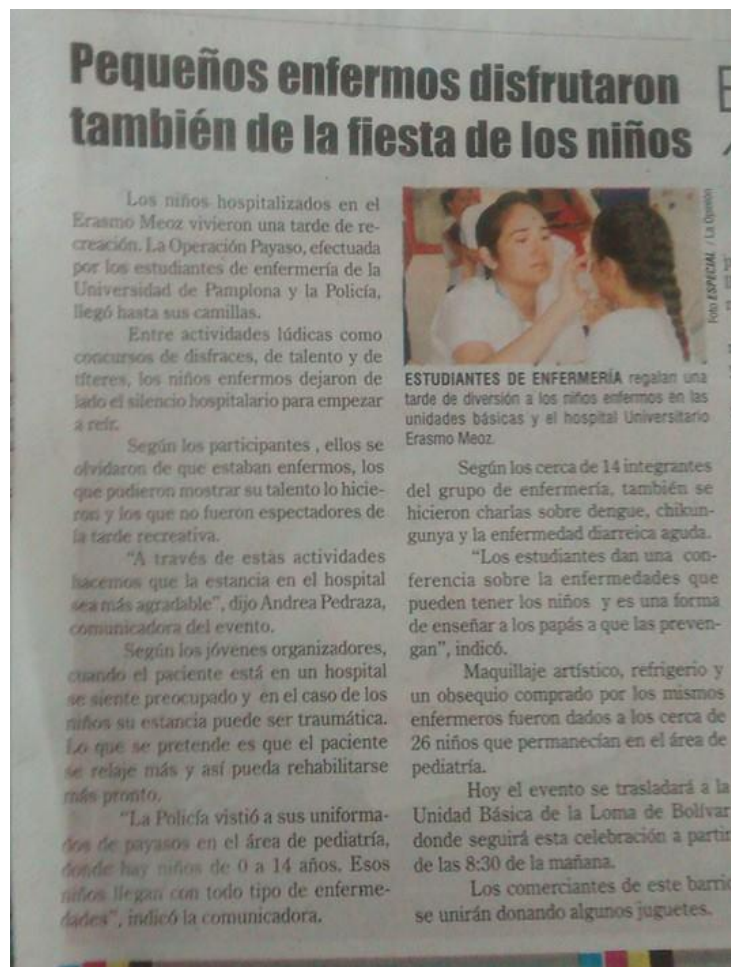 Pequeños enfermos disfrutaron
también de la fiesta de los niños
Los niños hospitalizados en el
Erasmo Meoz vivieron una tarde de re-
creación. La Operación Payaso, efectuada
por los estudiantes de enfermería de la
Universidad de Pamplona y la Policía,
llegó hasta sus camillas.
Entre actividades lúdicas como
concursos de disfraces, de talento y de
títeres, los niños enfermos dejaron de
lado el silencio hospitalario para empezar
a reír.
Según los participantes , ellos se
olvidaron de que estaban enfermos, los
que pudieron mostrar su talento lo hicie-
ron y los que no fueron espectadores de
la tarde recreativa.
"A través de estas actividades
hacemos que la estancia en el hospital
sea más agradable", dijo Andrea Pedraza,
comunicadora del evento.
Según los jóvenes organizadores,
cuando el paciente está en un hospital
se siente preocupado y en el caso de los
niños su estancia puede ser traumática.
Lo que se pretende es que el paciente
se relaje más y así pueda rehabilitarse
más pronto.
"La Policía vistió a sus uniforma-
dos de payasos en el área de pediatría,
donde hay niños de 0 a 14 años. Esos
niños llegan con todo tipo de enferme-
dades", indicó la comunicadora.
Foto ESPECIAL / La Opinión
ESTUDIANTES DE ENFERMERÍA regalan una
tarde de diversión a los niños enfermos en las
unidades básicas y el hospital Universitario
Erasmo Meoz.
Según los cerca de 14 integrantes
del grupo de enfermería, también se
hicieron charlas sobre dengue, chikun-
gunya y la enfermedad diarreica aguda.
"Los estudiantes dan una con-
ferencia sobre la enfermedades que
pueden tener los niños y es una forma
de enseñar a los papás a que las preven-
gan", indicó.
Maquillaje artístico, refrigerio y
un obsequio comprado por los mismos
enfermeros fueron dados a los cerca de
26 niños que permanecían en el área de
pediatría.
Hoy el evento se trasladará a la
Unidad Básica de la Loma de Bolívar
donde seguirá esta celebración a partir
de las 8:30 de la mañana.
Los comerciantes de este barrio
se unirán donando algunos juguetes.